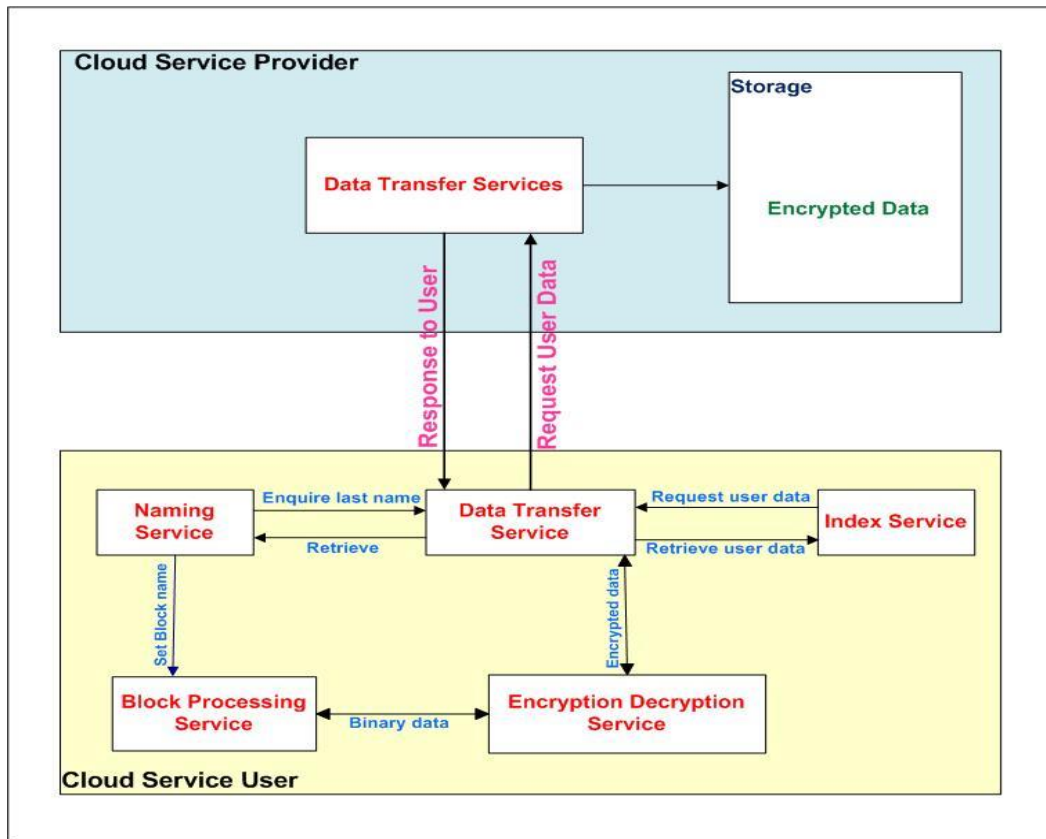 Cloud Service Provider
Storage
Data Transfer Services
Encrypted Data
Response to User
Request User Data
Naming
Service
Enquire last name
Retrieve
Data Transfer
Service
Request user data
Retrieve user data
Index Service
Set Block name
Encrypted data
Block Processing
Service
Binary data
Encryption Decryption
Service
Cloud Service User